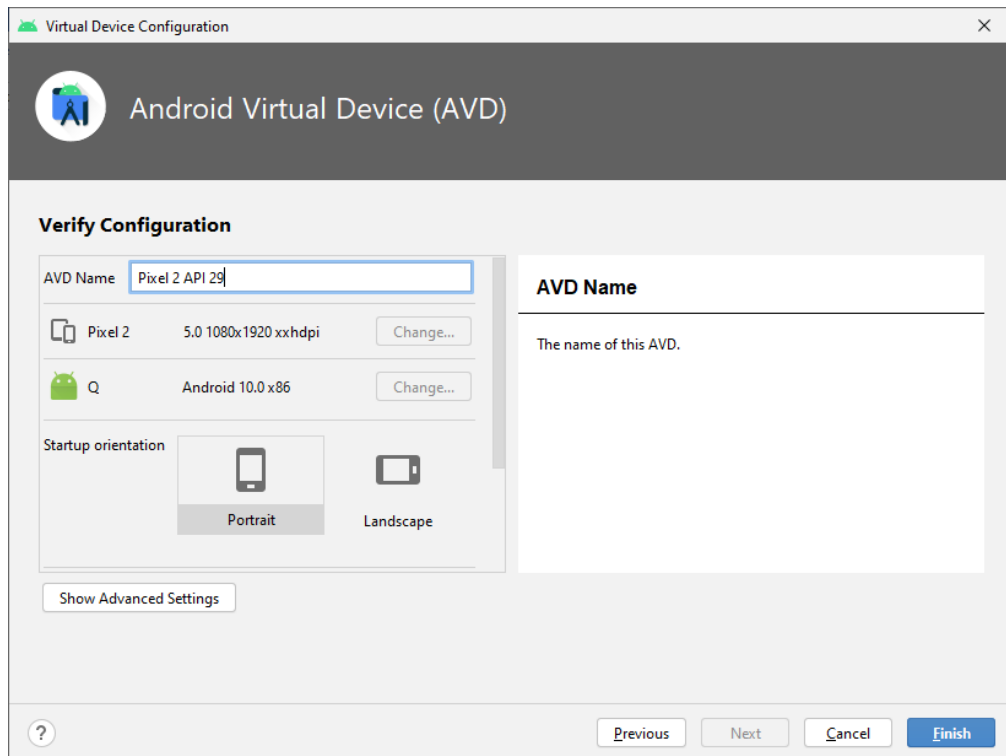 Virtual Device Configuration
Android Virtual Device (AVD)
Verify Configuration
AVD Name Pixel 2 API 29
Pixel 2 5.0 1080x1920 xxhdpi Change...
Q Android 10.0 x86 Change...
Startup orientation
Portrait Landscape
Show Advanced Settings
AVD Name
The name of this AVD.
? Previous Next Cancel Finish